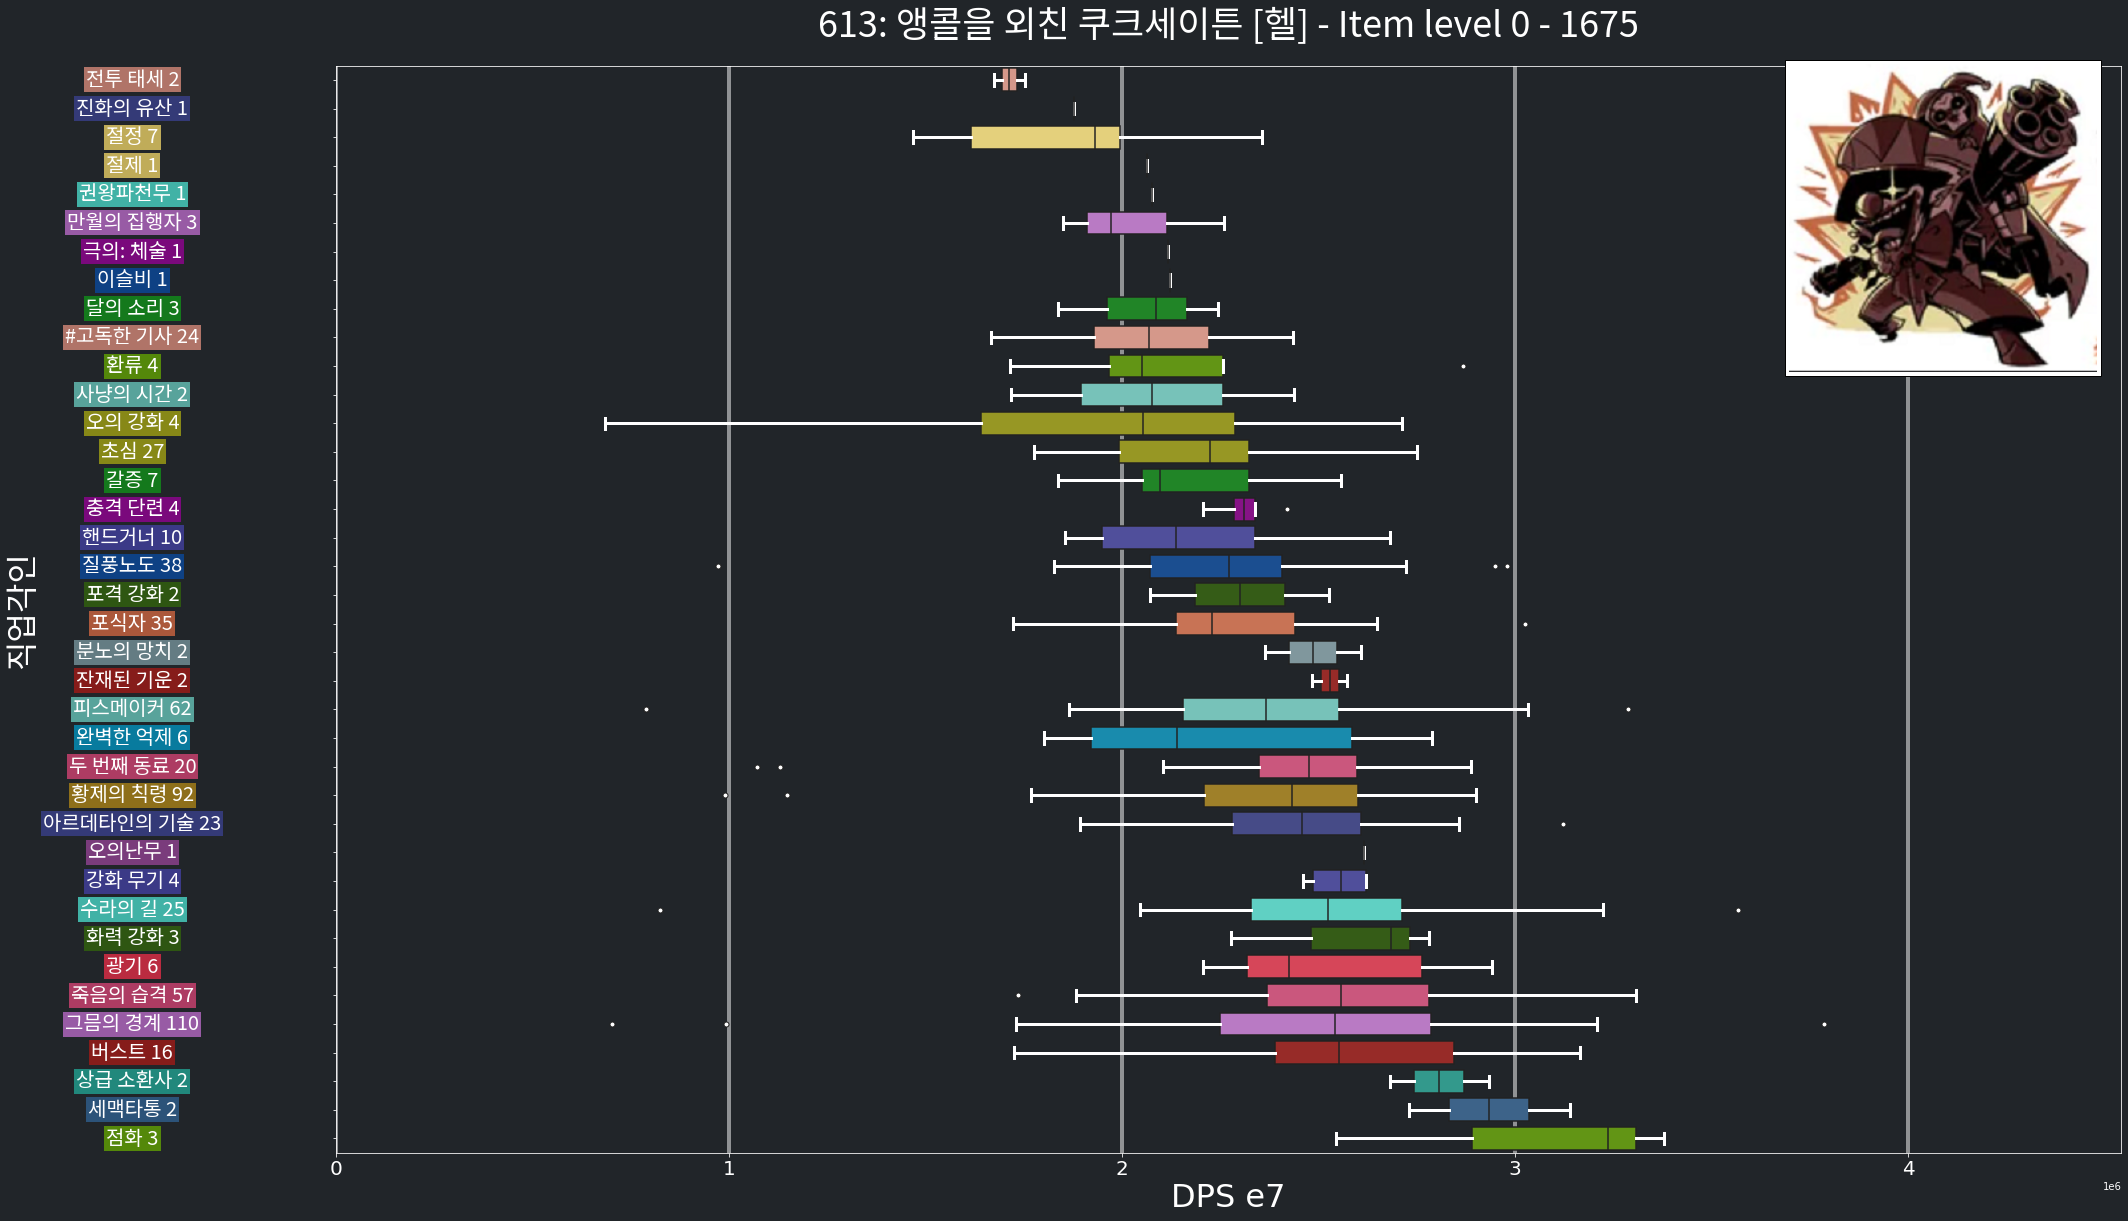 613: 앵콜을 외친 쿠크세이튼 [헬] - Item level 0 - 1675
전투 태세 2
진화의 유산 1
절정 7
절제 1
권왕파천무 1
만월의 집행자 3
극의: 체술 1
이슬비 1
달의 소리 3
#고독한 기사 24
환류 4
사냥의 시간 2
오의 강화 4
초심 27
갈증 7
충격 단련 4
핸드거너 10
질풍노도 38
포격 강화 2
포식자 35
분노의 망치 2
잔재된 기운 2
피스메이커 62
완벽한 억제 6
두 번째 동료 20
황제의 칙령 92
아르데타인의 기술 23
오의난무 1
강화 무기 4
수라의 길 25
화력 강화 3
광기 6
죽음의 습격 57
그믐의 경계 110
버스트 16
상급 소환사 2
세맥타통 2
점화 3
직업각인
0 1 2 3 4
DPS e7
1e6